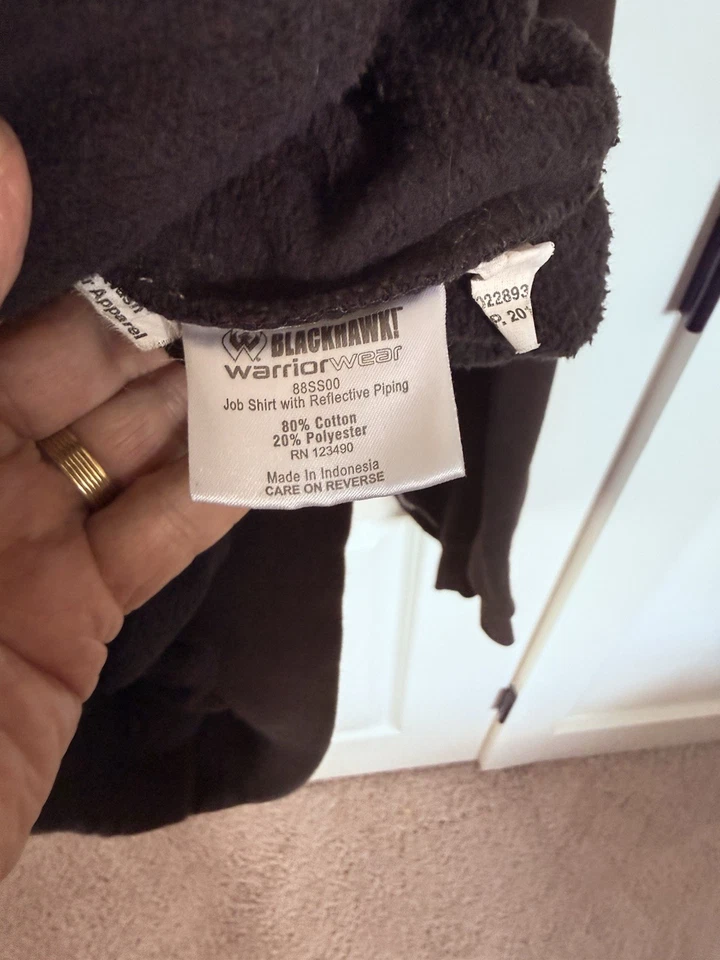 BLACKHAWK!
warriorwear
88SS00
Job Shirt with Reflective Piping
80% Cotton
20% Polyester
RN 123490
Made In Indonesia
CARE ON REVERSE
Apparel
22893
P. 201